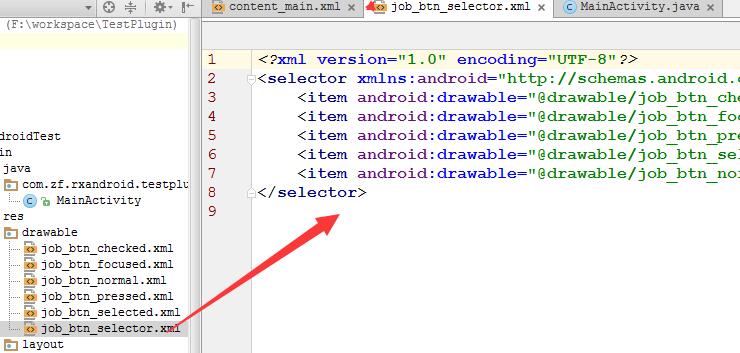 content_main.xml
job_btn_selector.xml
MainActivity.java
(F:\workspace\TestPlugin)
droidTest
in
java
com.zf.rxandroid.testplu
MainActivity
res
drawable
job_btn_checked.xml
job_btn_focused.xml
job_btn_normal.xml
job_btn_pressed.xml
job_btn_selected.xml
job_btn_selector.xml
layout
1 <?xml version="1.0" encoding="UTF-8"?>
2 <selector xmlns:android="http://schemas.android.c
3 <item android:drawable="@drawable/job_btn_che
4 <item android:drawable="@drawable/job_btn_foc
5 <item android:drawable="@drawable/job_btn_pre
6 <item android:drawable="@drawable/job_btn_sel
7 <item android:drawable="@drawable/job_btn_nor
8 </selector>
9